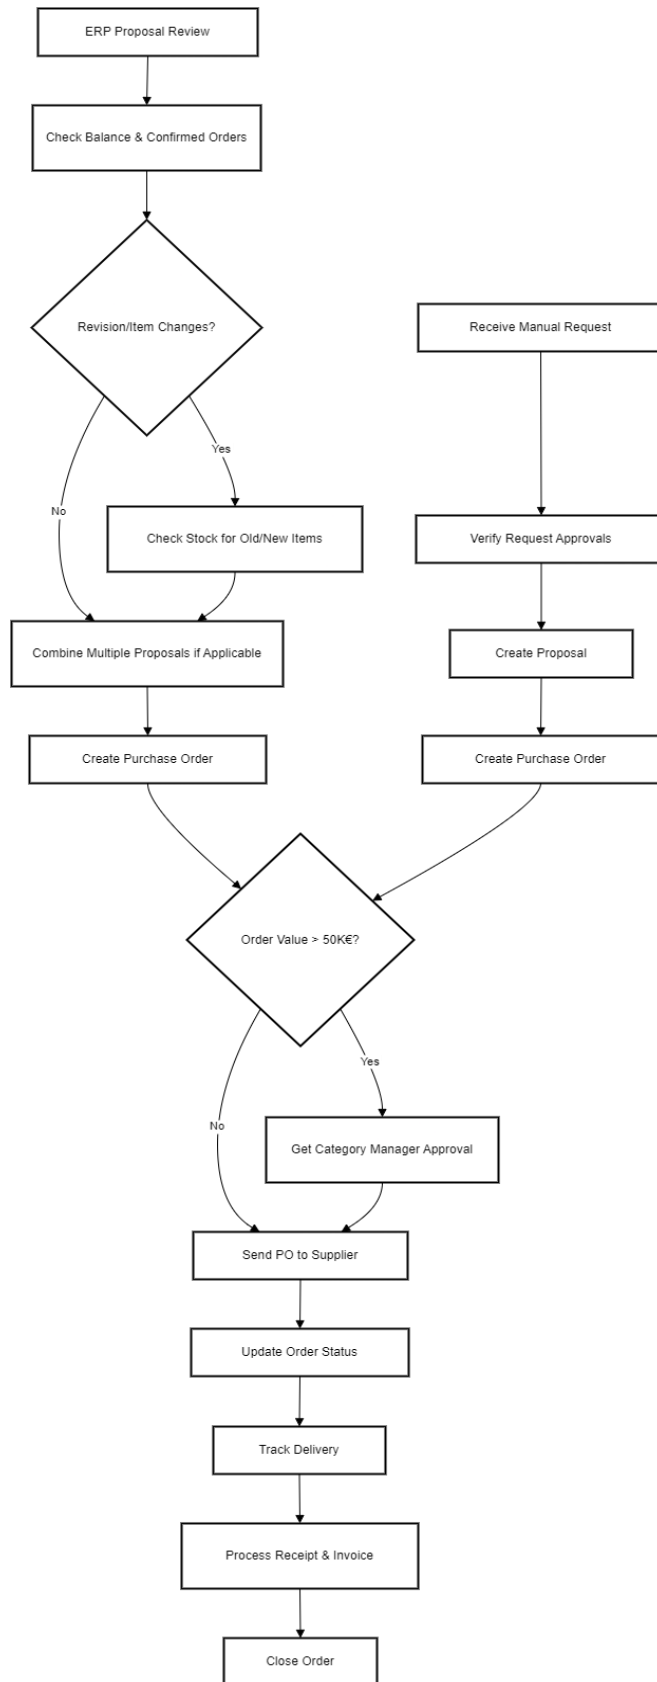 ERP Proposal Review
Check Balance & Confirmed Orders
Revision/Item Changes?
Receive Manual Request
Yes
No
Check Stock for Old/New Items
Verify Request Approvals
Combine Multiple Proposals if Applicable
Create Proposal
Create Purchase Order
Create Purchase Order
Order Value > 50K€?
Yes
No
Get Category Manager Approval
Send PO to Supplier
Update Order Status
Track Delivery
Process Receipt & Invoice
Close Order